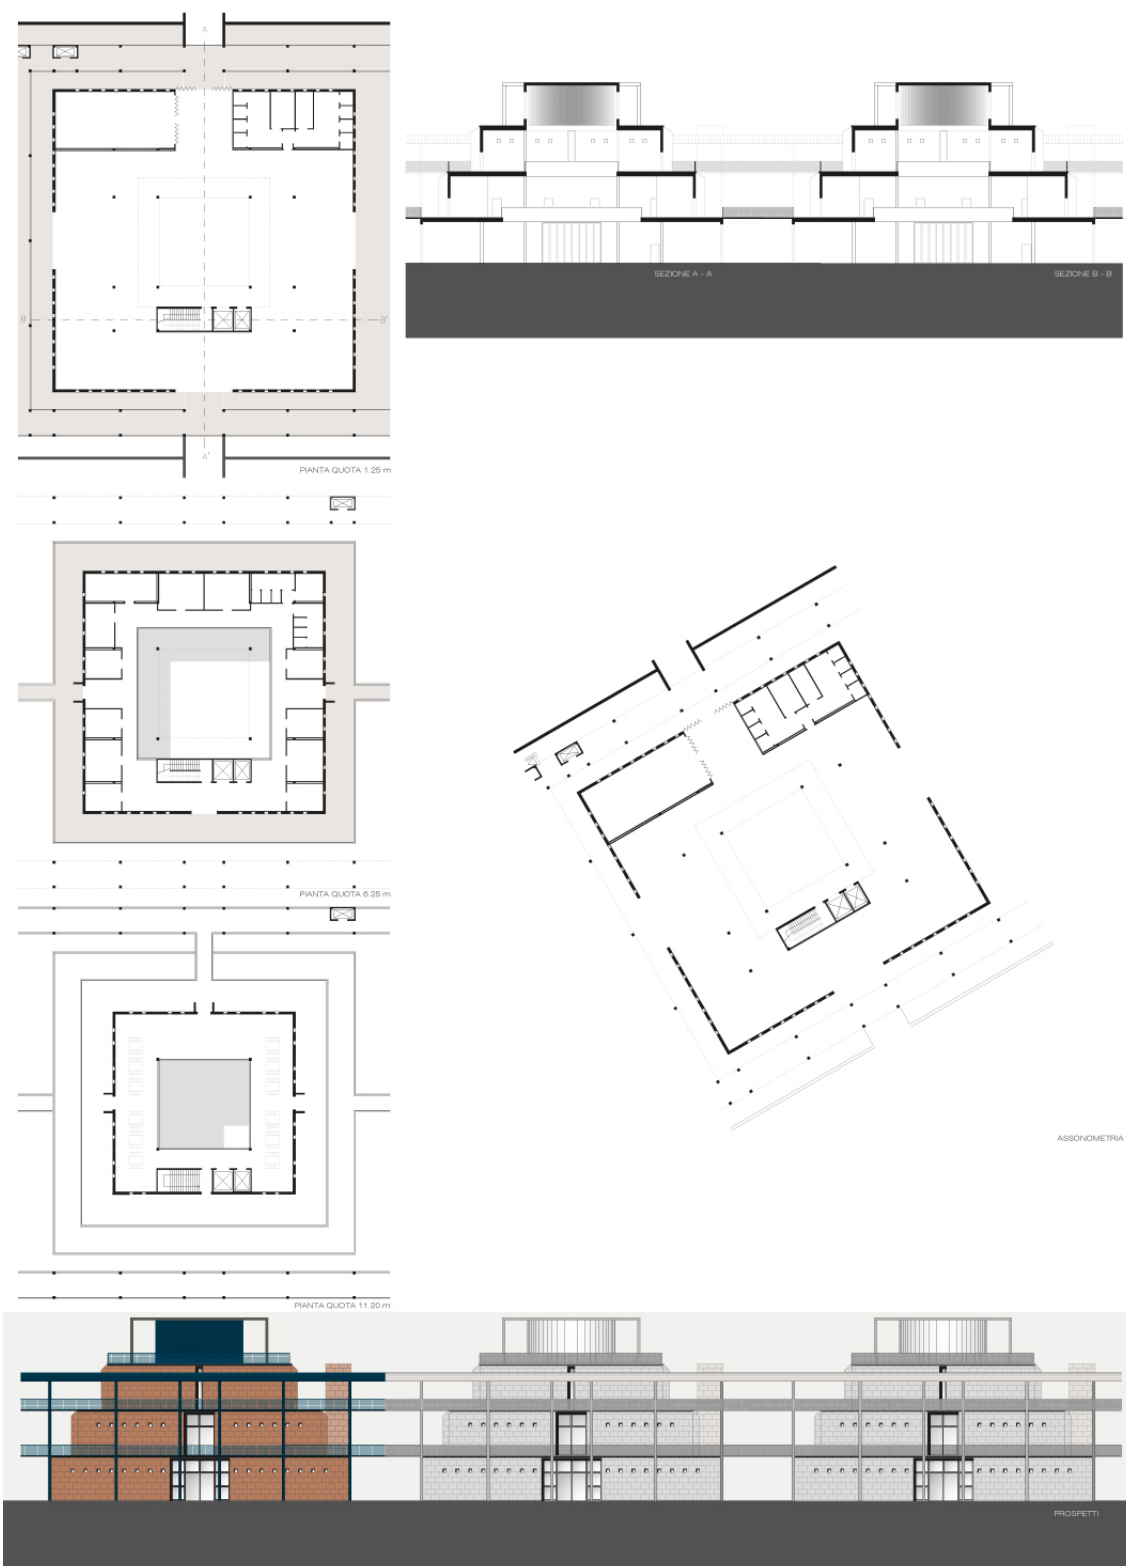 A
SEZIONE A - A'
SEZIONE B - B'
B
B'
A'
PIANTA QUOTA 1.25 m
PIANTA QUOTA 6.25 m
ASSONOMETRIA
PIANTA QUOTA 11.20 m
PROSPETTI